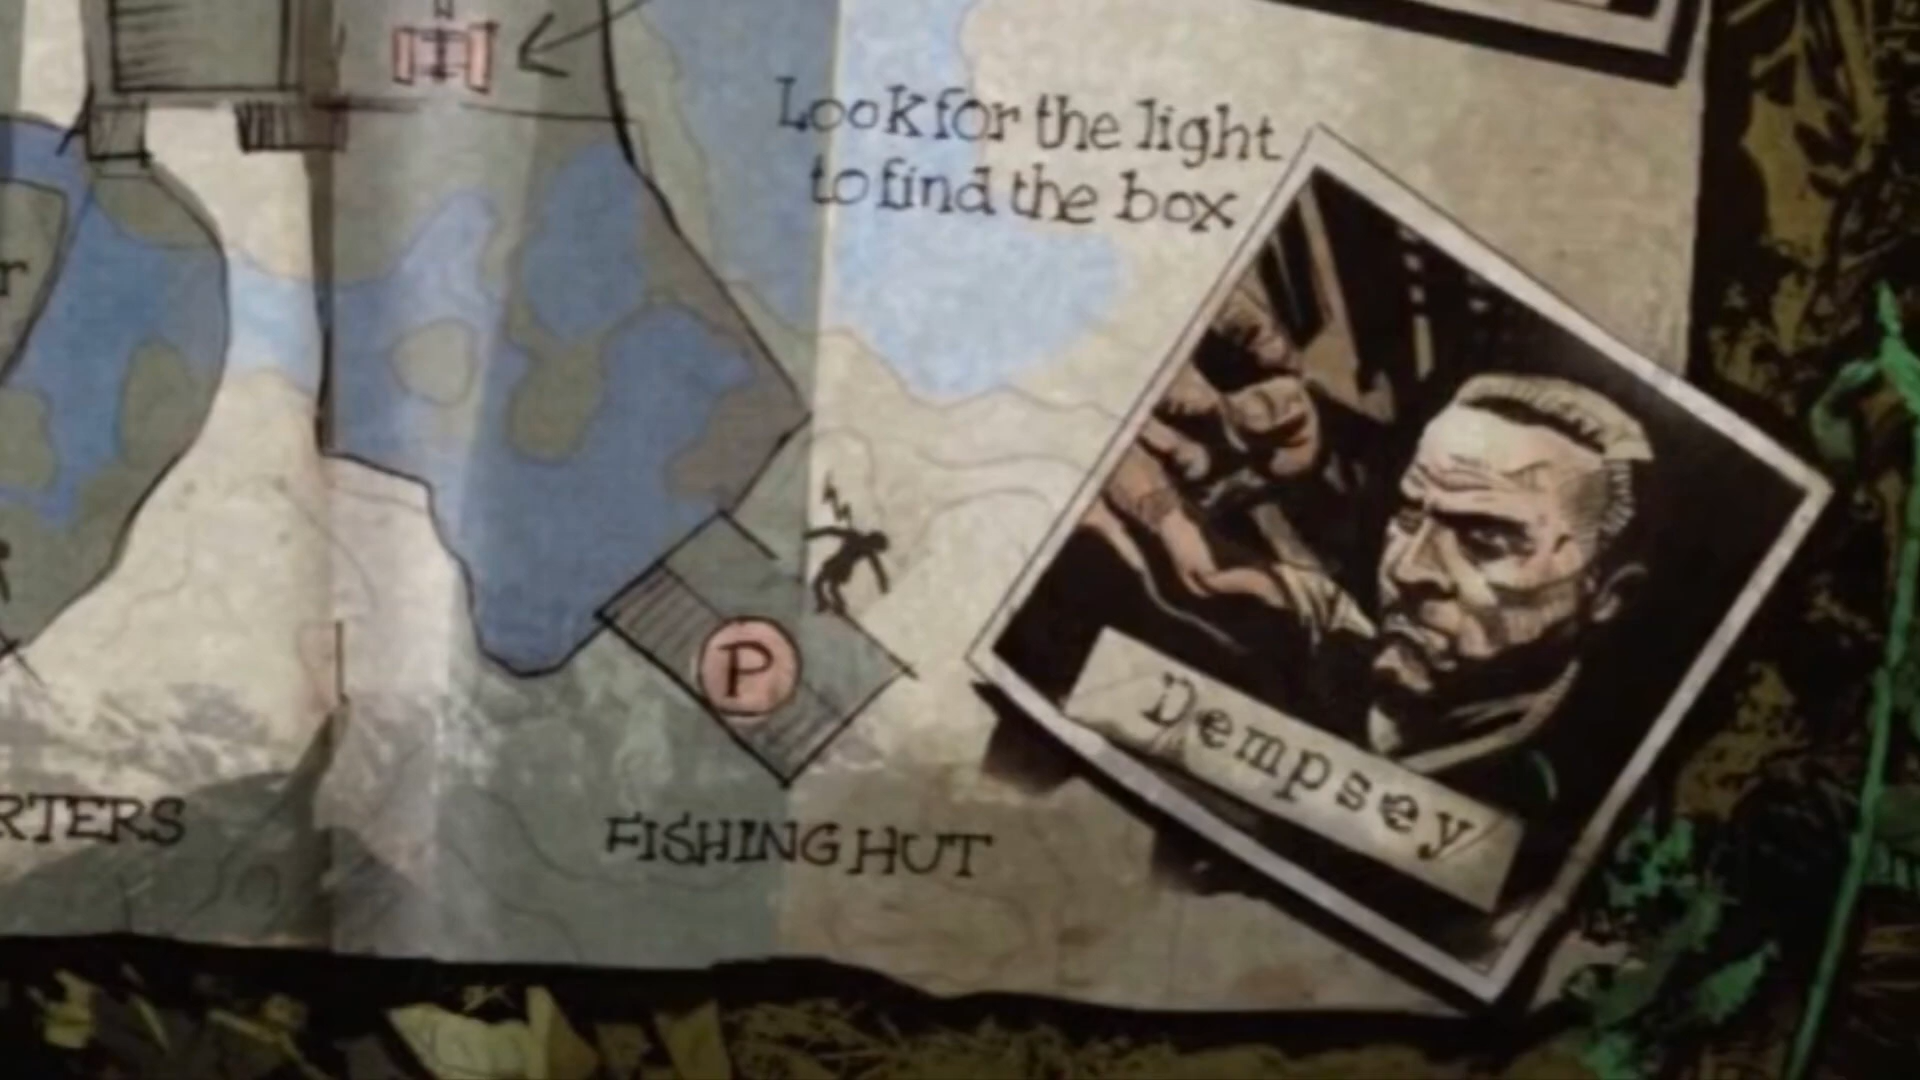 Look for the light
to find the box
r
P
Dempsey
RTERS
FISHING HUT